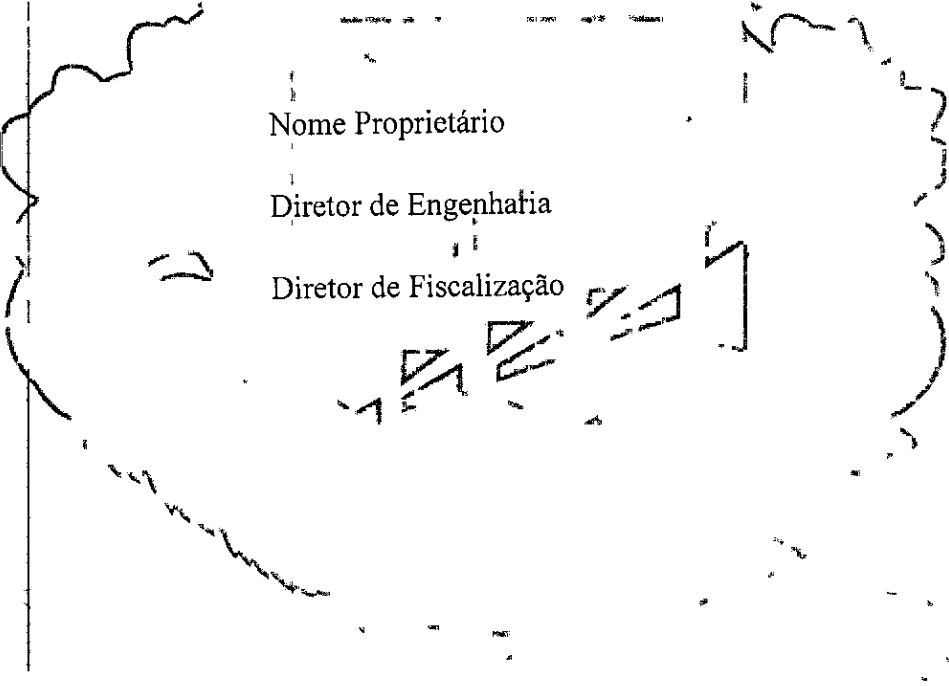 Nome Proprietário
Diretor de Engenharia
Diretor de Fiscalização